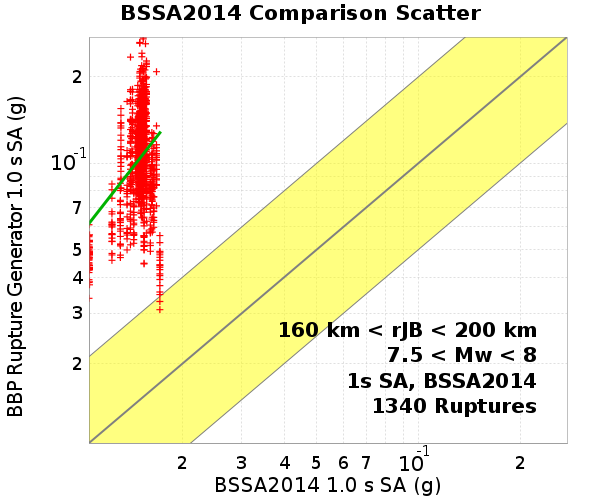 BSSA2014 Comparison Scatter
BBP Rupture Generator 1.0 s SA (g)
2
10-1
7
5
4
3
2
160 km < rJB < 200 km
7.5 < Mw < 8
1s SA, BSSA2014
1340 Ruptures
2 3 4 5 6 7 10-1 2
BSSA2014 1.0 s SA (g)